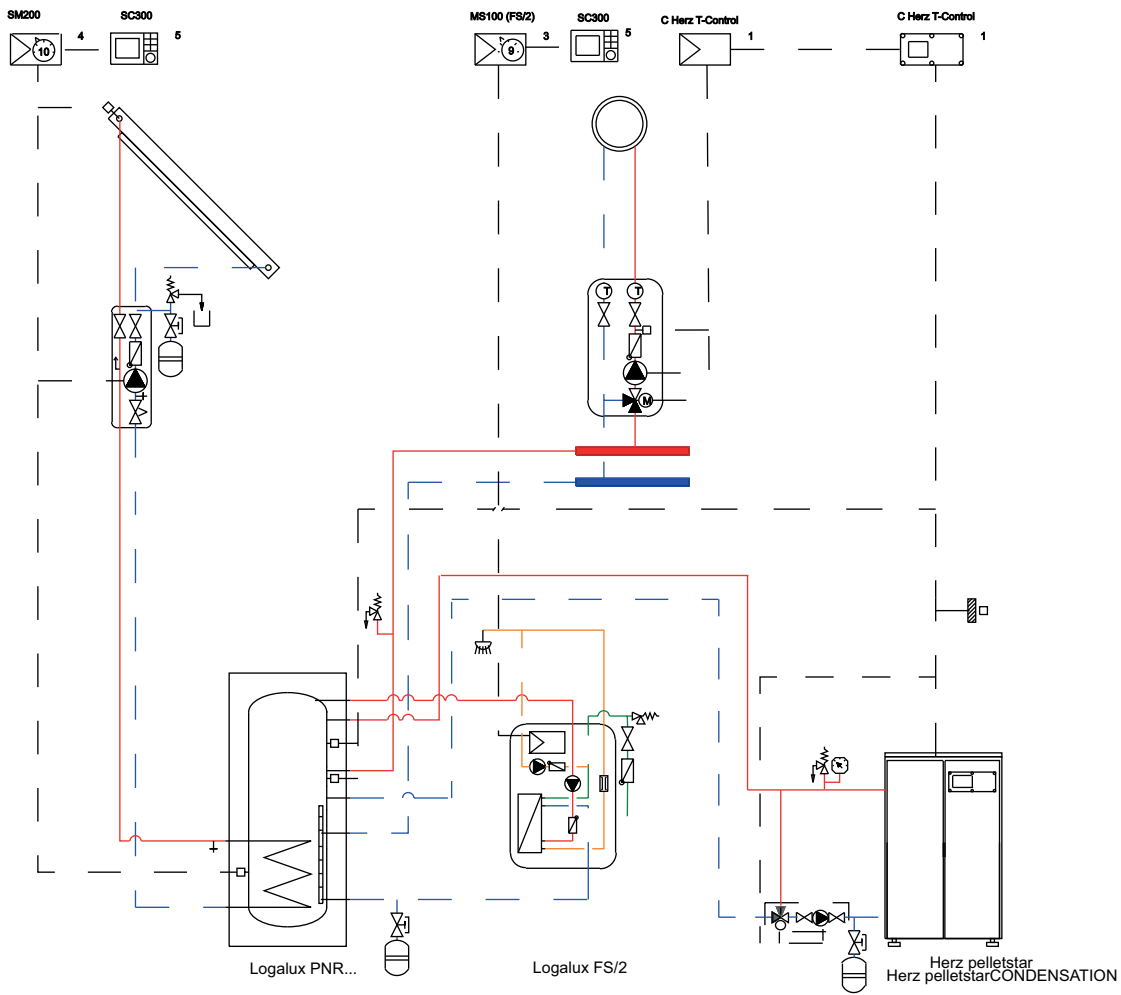 SM200
SC300
MS100 (FS/2)
SC300
C Herz T-Control
C Herz T-Control
10
4
5
9
3
5
1
1
T
T
M
Logalux PNR...
Logalux FS/2
Herz pelletstar
Herz pelletstarCONDENSATION